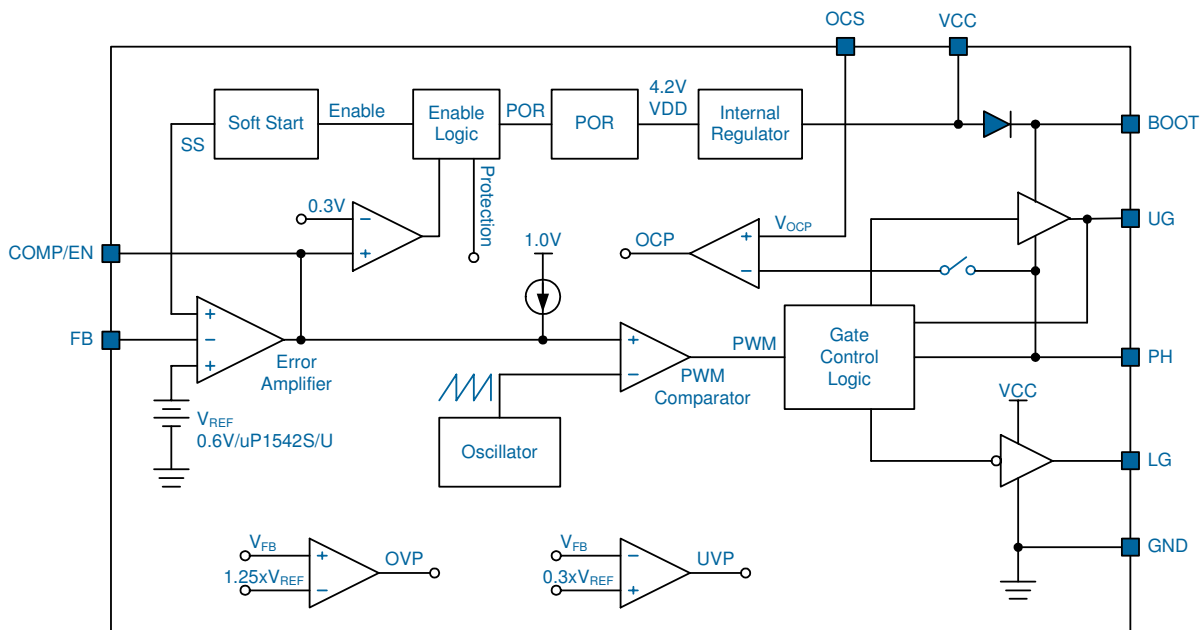 OCS
VCC
Soft Start
Enable
Enable
Logic
POR
POR
4.2V
VDD
Internal
Regulator
BOOT
SS
Protection
0.3V
−
+
UG
COMP/EN
1.0V
OCP
VOCP
+
−
FB
+
−
+
Error
Amplifier
+
−
PWM
PWM
Comparator
Gate
Control
Logic
PH
VREF
0.6V/uP1542S/U
Oscillator
VCC
LG
GND
VFB
1.25xVREF
+
−
OVP
VFB
0.3xVREF
−
+
UVP